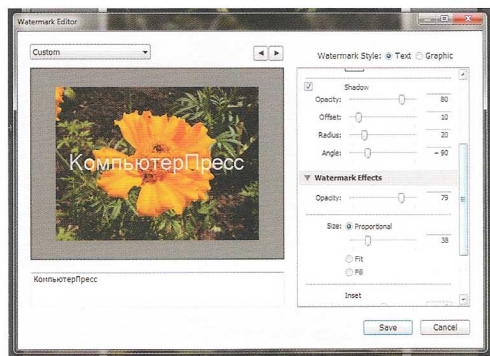 Watermark Editor
Custom
Watermark Style: Text Graphic
КомпьютерПресс
Shadow
Opacity: 80
Offset: 10
Radius: 20
Angle: - 90
Watermark Effects
Opacity: 79
Size: Proportional
38
Fit
Fill
Inset
КомпьютерПресс
Save Cancel